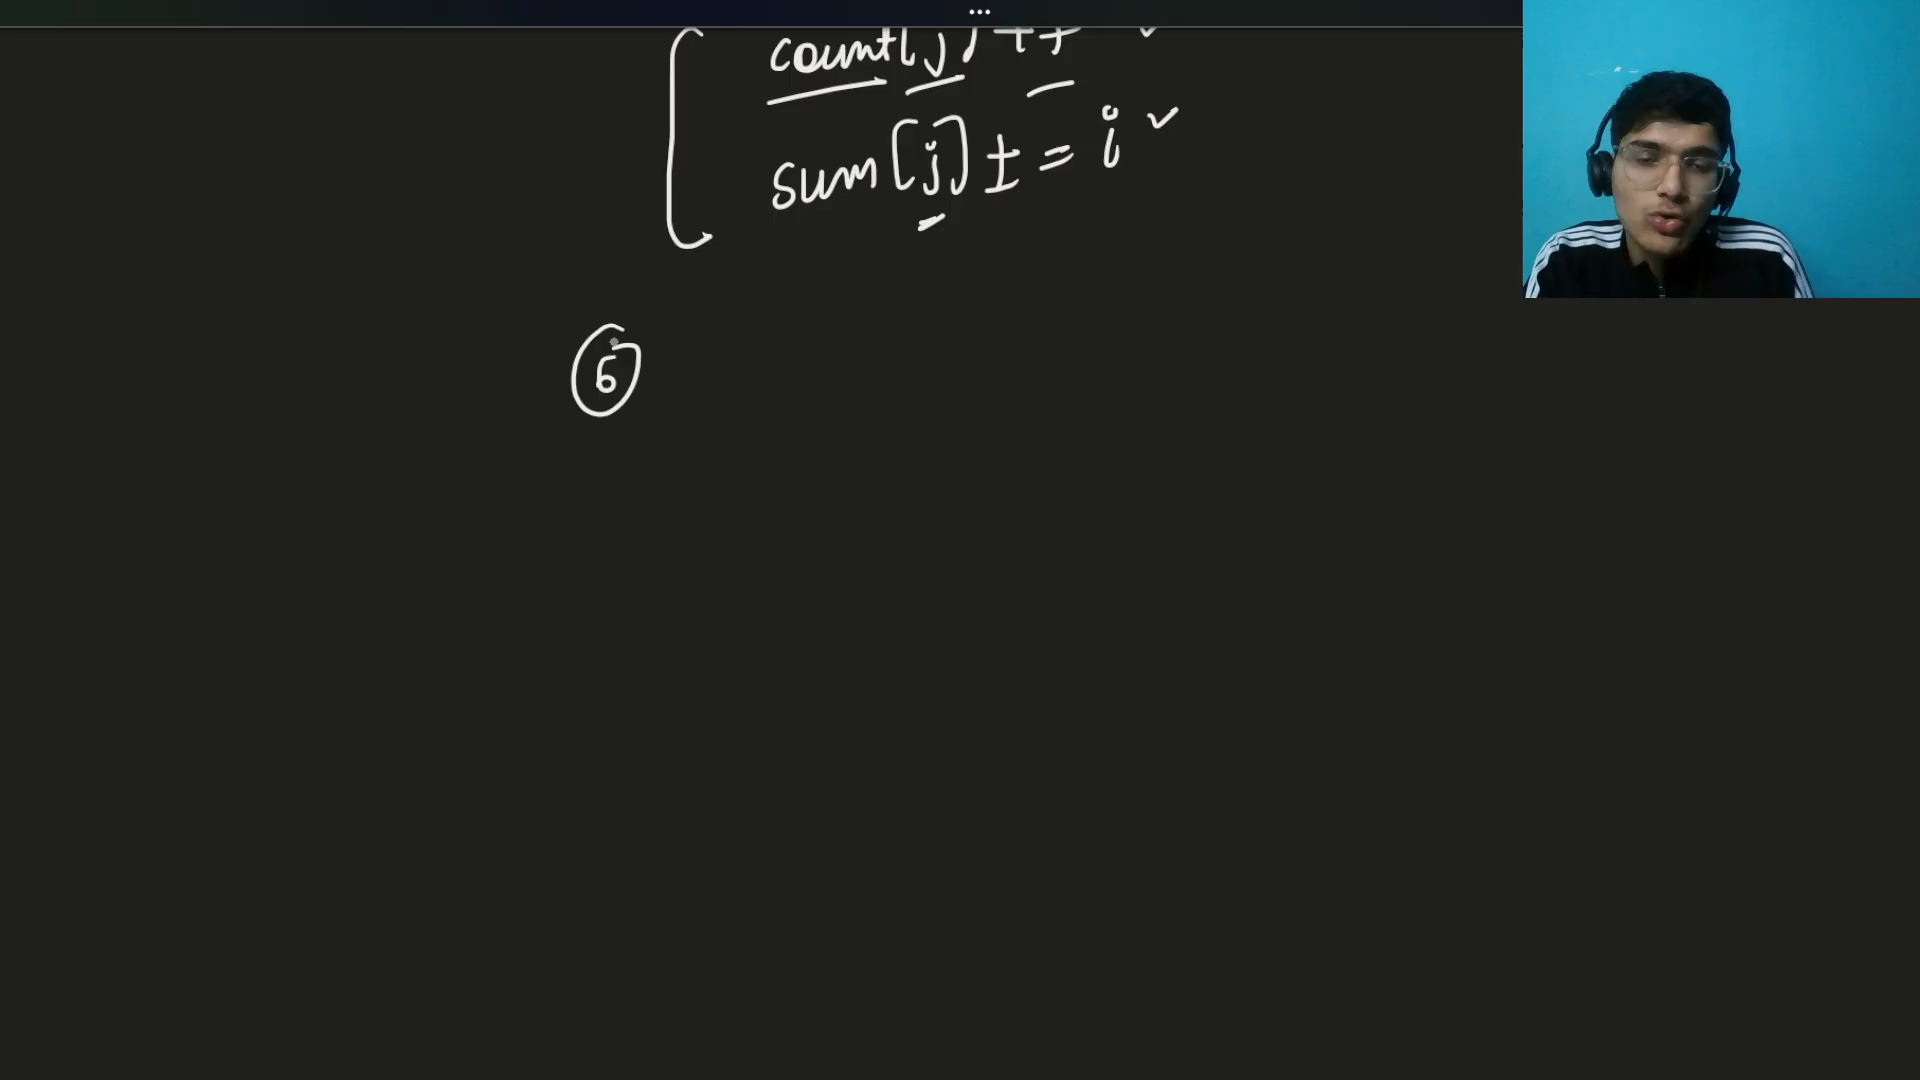 ...
count[j]++ ✓
sum[j] += i ✓
6